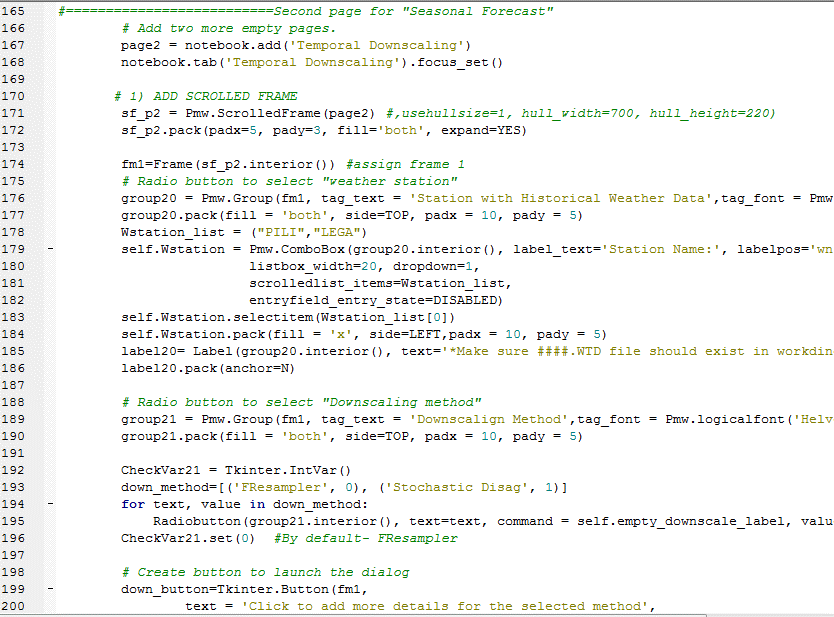 165 #==========================Second page for "Seasonal Forecast"
166 # Add two more empty pages.
167 page2 = notebook.add('Temporal Downscaling')
168 notebook.tab('Temporal Downscaling').focus_set()
169
170 # 1) ADD SCROLLED FRAME
171 sf_p2 = Pmw.ScrolledFrame(page2) #,usehullsize=1, hull_width=700, hull_height=220)
172 sf_p2.pack(padx=5, pady=3, fill='both', expand=YES)
173
174 fm1=Frame(sf_p2.interior()) #assign frame 1
175 # Radio button to select "weather station"
176 group20 = Pmw.Group(fm1, tag_text = 'Station with Historical Weather Data',tag_font = Pmw
177 group20.pack(fill = 'both', side=TOP, padx = 10, pady = 5)
178 Wstation_list = ("PILI","LEGA")
179 - self.Wstation = Pmw.ComboBox(group20.interior(), label_text='Station Name:', labelpos='wn
180 listbox_width=20, dropdown=1,
181 scrolledlist_items=Wstation_list,
182 entryfield_entry_state=DISABLED)
183 self.Wstation.selectitem(Wstation_list[0])
184 self.Wstation.pack(fill = 'x', side=LEFT,padx = 10, pady = 5)
185 label20= Label(group20.interior(), text='*Make sure ####.WTD file should exist in workdin
186 label20.pack(anchor=N)
187
188 # Radio button to select "Downscaling method"
189 group21 = Pmw.Group(fm1, tag_text = 'Downscalign Method',tag_font = Pmw.logicalfont('Helv
190 group21.pack(fill = 'both', side=TOP, padx = 10, pady = 5)
191
192 CheckVar21 = Tkinter.IntVar()
193 down_method=[('FResampler', 0), ('Stochastic Disag', 1)]
194 - for text, value in down_method:
195 Radiobutton(group21.interior(), text=text, command = self.empty_downscale_label, valu
196 CheckVar21.set(0) #By default- FResampler
197
198 # Create button to launch the dialog
199 - down_button=Tkinter.Button(fm1,
200 text = 'Click to add more details for the selected method',